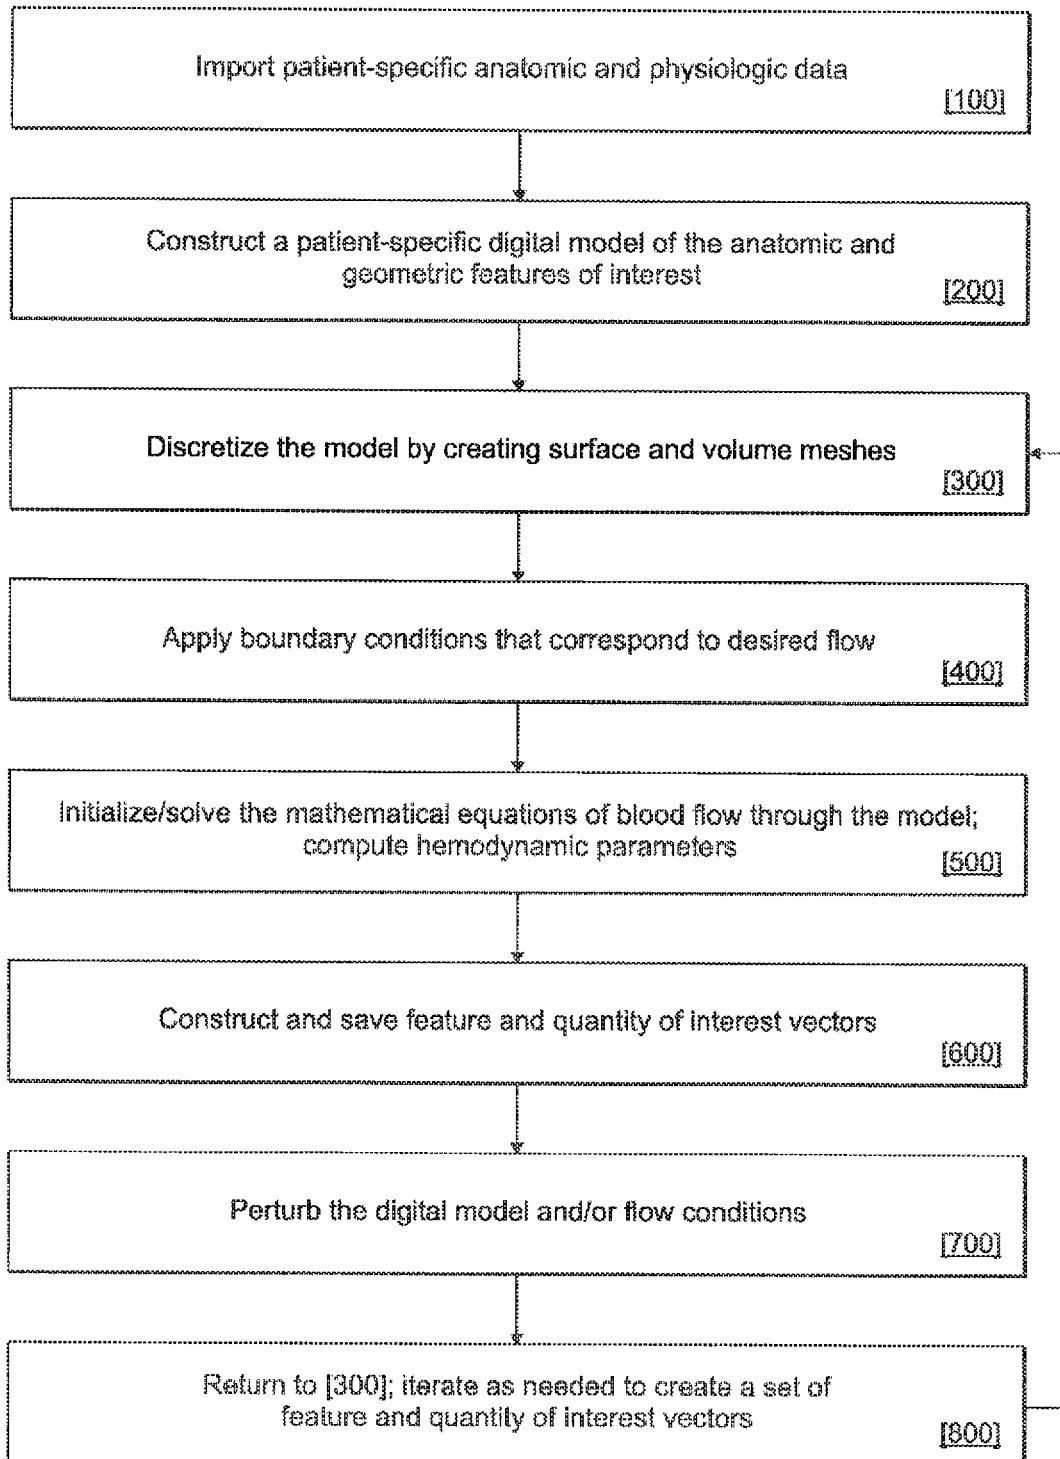 Import patient-specific anatomic and physiologic data
[100]
Construct a patient-specific digital model of the anatomic and
geometric features of interest
[200]
Discretize the model by creating surface and volume meshes
[300]
Apply boundary conditions that correspond to desired flow
[400]
Initialize/solve the mathematical equations of blood flow through the model;
compute hemodynamic parameters
[500]
Construct and save feature and quantity of interest vectors
[600]
Perturb the digital model and/or flow conditions
[700]
Return to [300]; iterate as needed to create a set of
feature and quantity of interest vectors
[800]